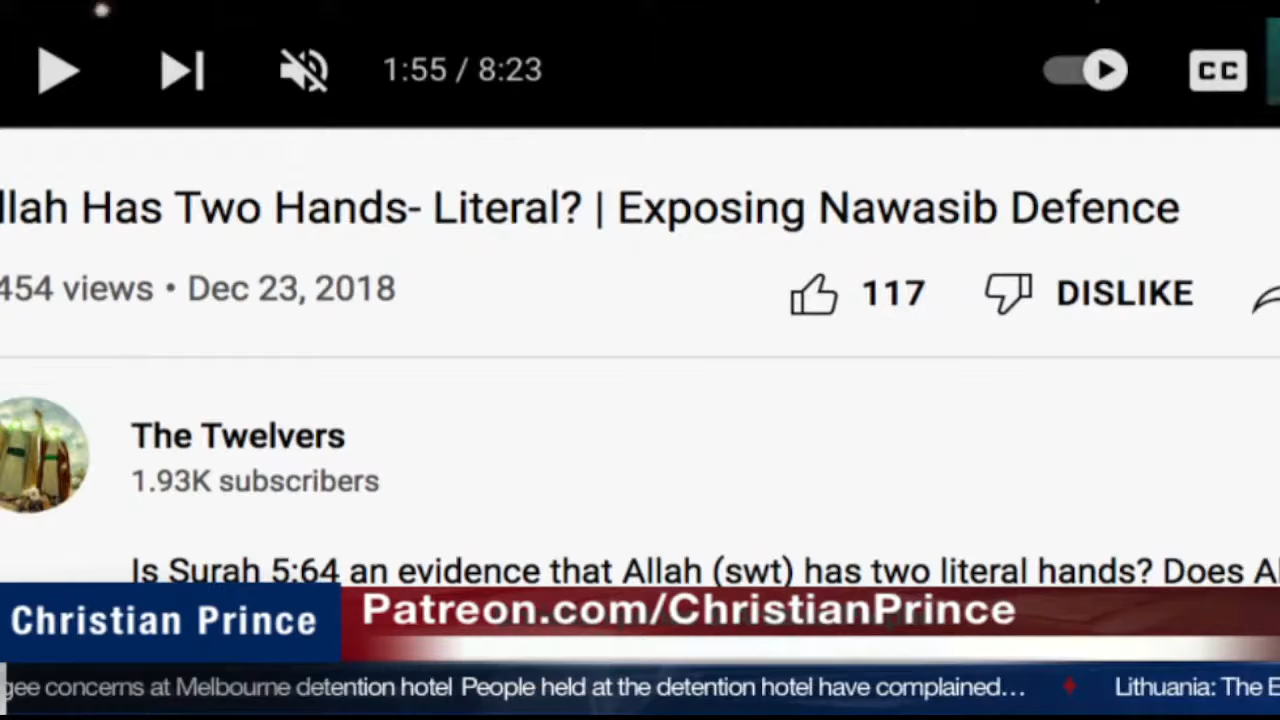 1:55 / 8:23
CC
llah Has Two Hands- Literal? | Exposing Nawasib Defence
454 views • Dec 23, 2018
117 DISLIKE
The Twelvers
1.93K subscribers
Is Surah 5:64 an evidence that Allah (swt) has two literal hands? Does Al
Christian Prince
Patreon.com/ChristianPrince
gee concerns at Melbourne detention hotel People held at the detention hotel have complained... Lithuania: The E